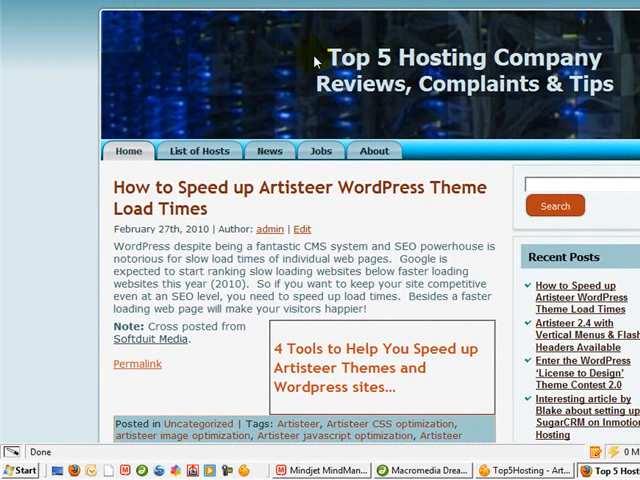 Top 5 Hosting Company
Reviews, Complaints & Tips
Home
List of Hosts
News
Jobs
About
How to Speed up Artisteer WordPress Theme
Load Times
February 27th, 2010 | Author: admin | Edit
WordPress despite being a fantastic CMS system and SEO powerhouse is
notorious for slow load times of individual web pages.  Google is
expected to start ranking slow loading websites below faster loading
websites this year (2010).  So if you want to keep your site competitive
even at an SEO level, you need to speed up load times.  Besides a faster
loading web page will make your visitors happier!
Note: Cross posted from
Softduit Media.
Permalink
4 Tools to Help You Speed up
Artisteer Themes and
Wordpress sites...
Posted in Uncategorized | Tags: Artisteer, Artisteer CSS optimization,
artisteer image optimization, Artisteer javascript optimization, Artisteer
Search
Recent Posts
How to Speed up
Artisteer WordPress
Theme Load Times
Artisteer 2.4 with
Vertical Menus & Flash
Headers Available
Enter the WordPress
'License to Design'
Theme Contest 2.0
Interesting article by
Blake about setting up
SugarCRM on Inmotion
Hosting
Done
0 M
Start
Mindjet MindMan...
Macromedia Drea...
Top5Hosting - Art...
Top 5 Hosti